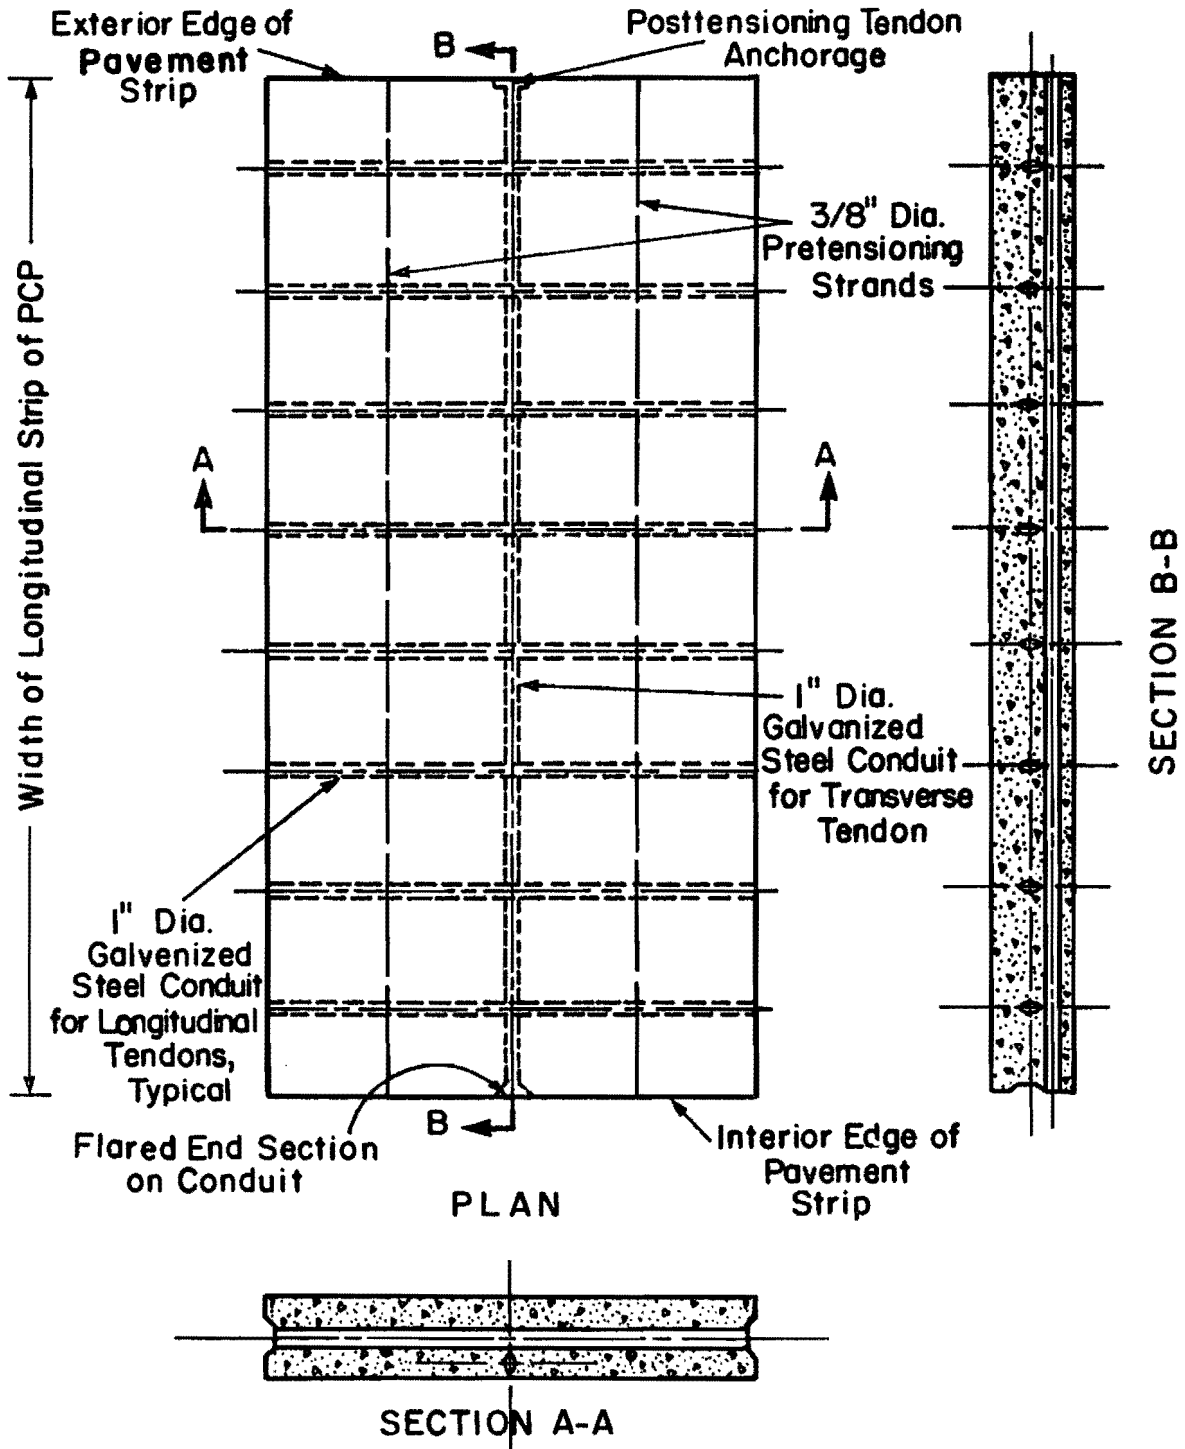 Exterior Edge of
Pavement
Strip
B
Posttensioning Tendon
Anchorage
3/8" Dia.
Pretensioning
Strands
Width of Longitudinal Strip of PCP
A
A
SECTION B-B
1" Dia.
Galvanized
Steel Conduit
for Transverse
Tendon
1" Dia.
Galvenized
Steel Conduit
for Longitudinal
Tendons,
Typical
B
Flared End Section
on Conduit
Interior Edge of
Pavement
Strip
PLAN
SECTION A-A